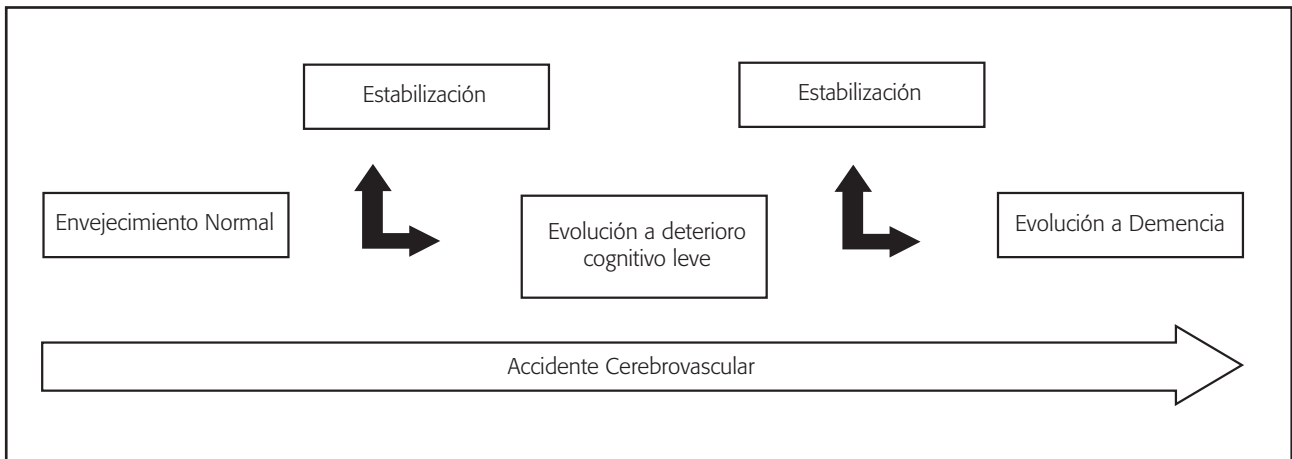 Estabilización
Estabilización
Envejecimiento Normal
Evolución a deterioro
cognitivo leve
Evolución a Demencia
Accidente Cerebrovascular